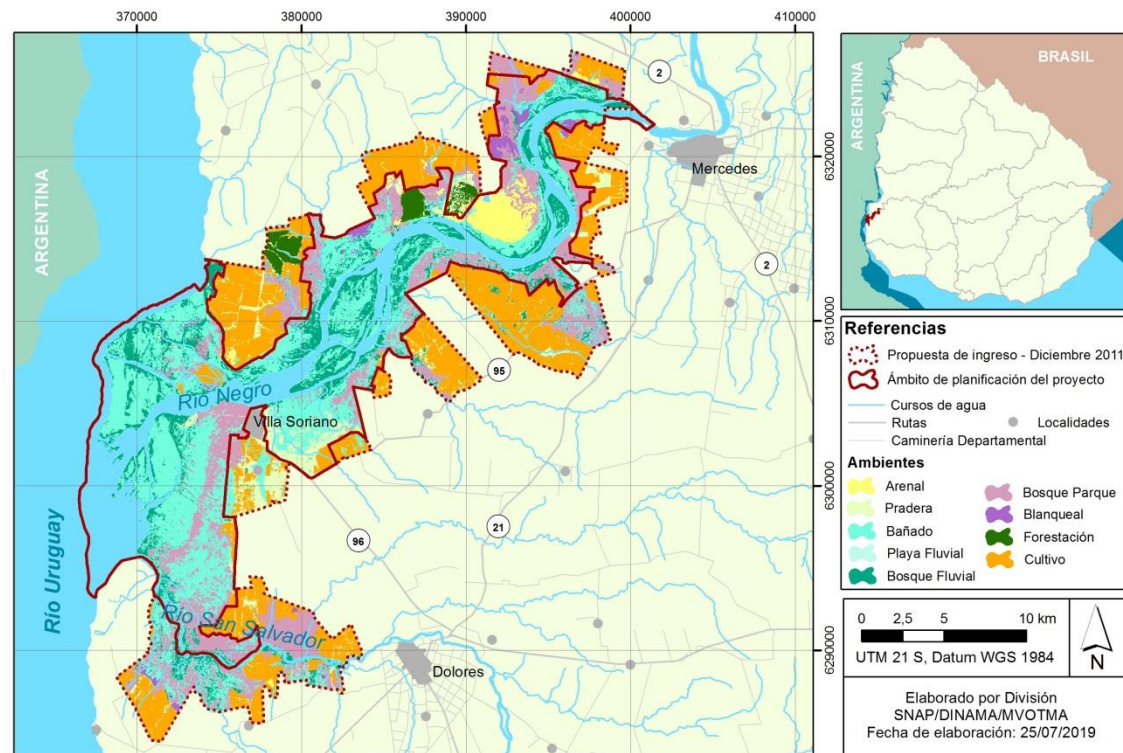 370000
380000
390000
400000
410000
6320000
6310000
6300000
6290000
ARGENTINA
2
Mercedes
2
95
Río Negro
Villa Soriano
21
96
Río Uruguay
Río San Salvador
Dolores
ARGENTINA
BRASIL
Referencias
Propuesta de ingreso - Diciembre 2011
Ámbito de planificación del proyecto
Cursos de agua
Rutas
Localidades
Caminería Departamental
Ambientes
Arenal
Pradera
Bañado
Playa Fluvial
Bosque Fluvial
Bosque Parque
Blanqueal
Forestación
Cultivo
0 2,5 5 10 km
UTM 21 S, Datum WGS 1984
N
Elaborado por División
SNAP/DINAMA/MVOTMA
Fecha de elaboración: 25/07/2019